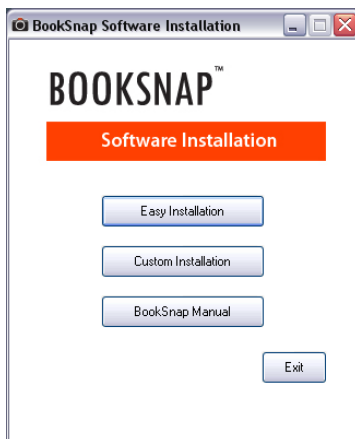 BookSnap Software Installation
BOOKSNAP™
Software Installation
Easy Installation
Custom Installation
BookSnap Manual
Exit